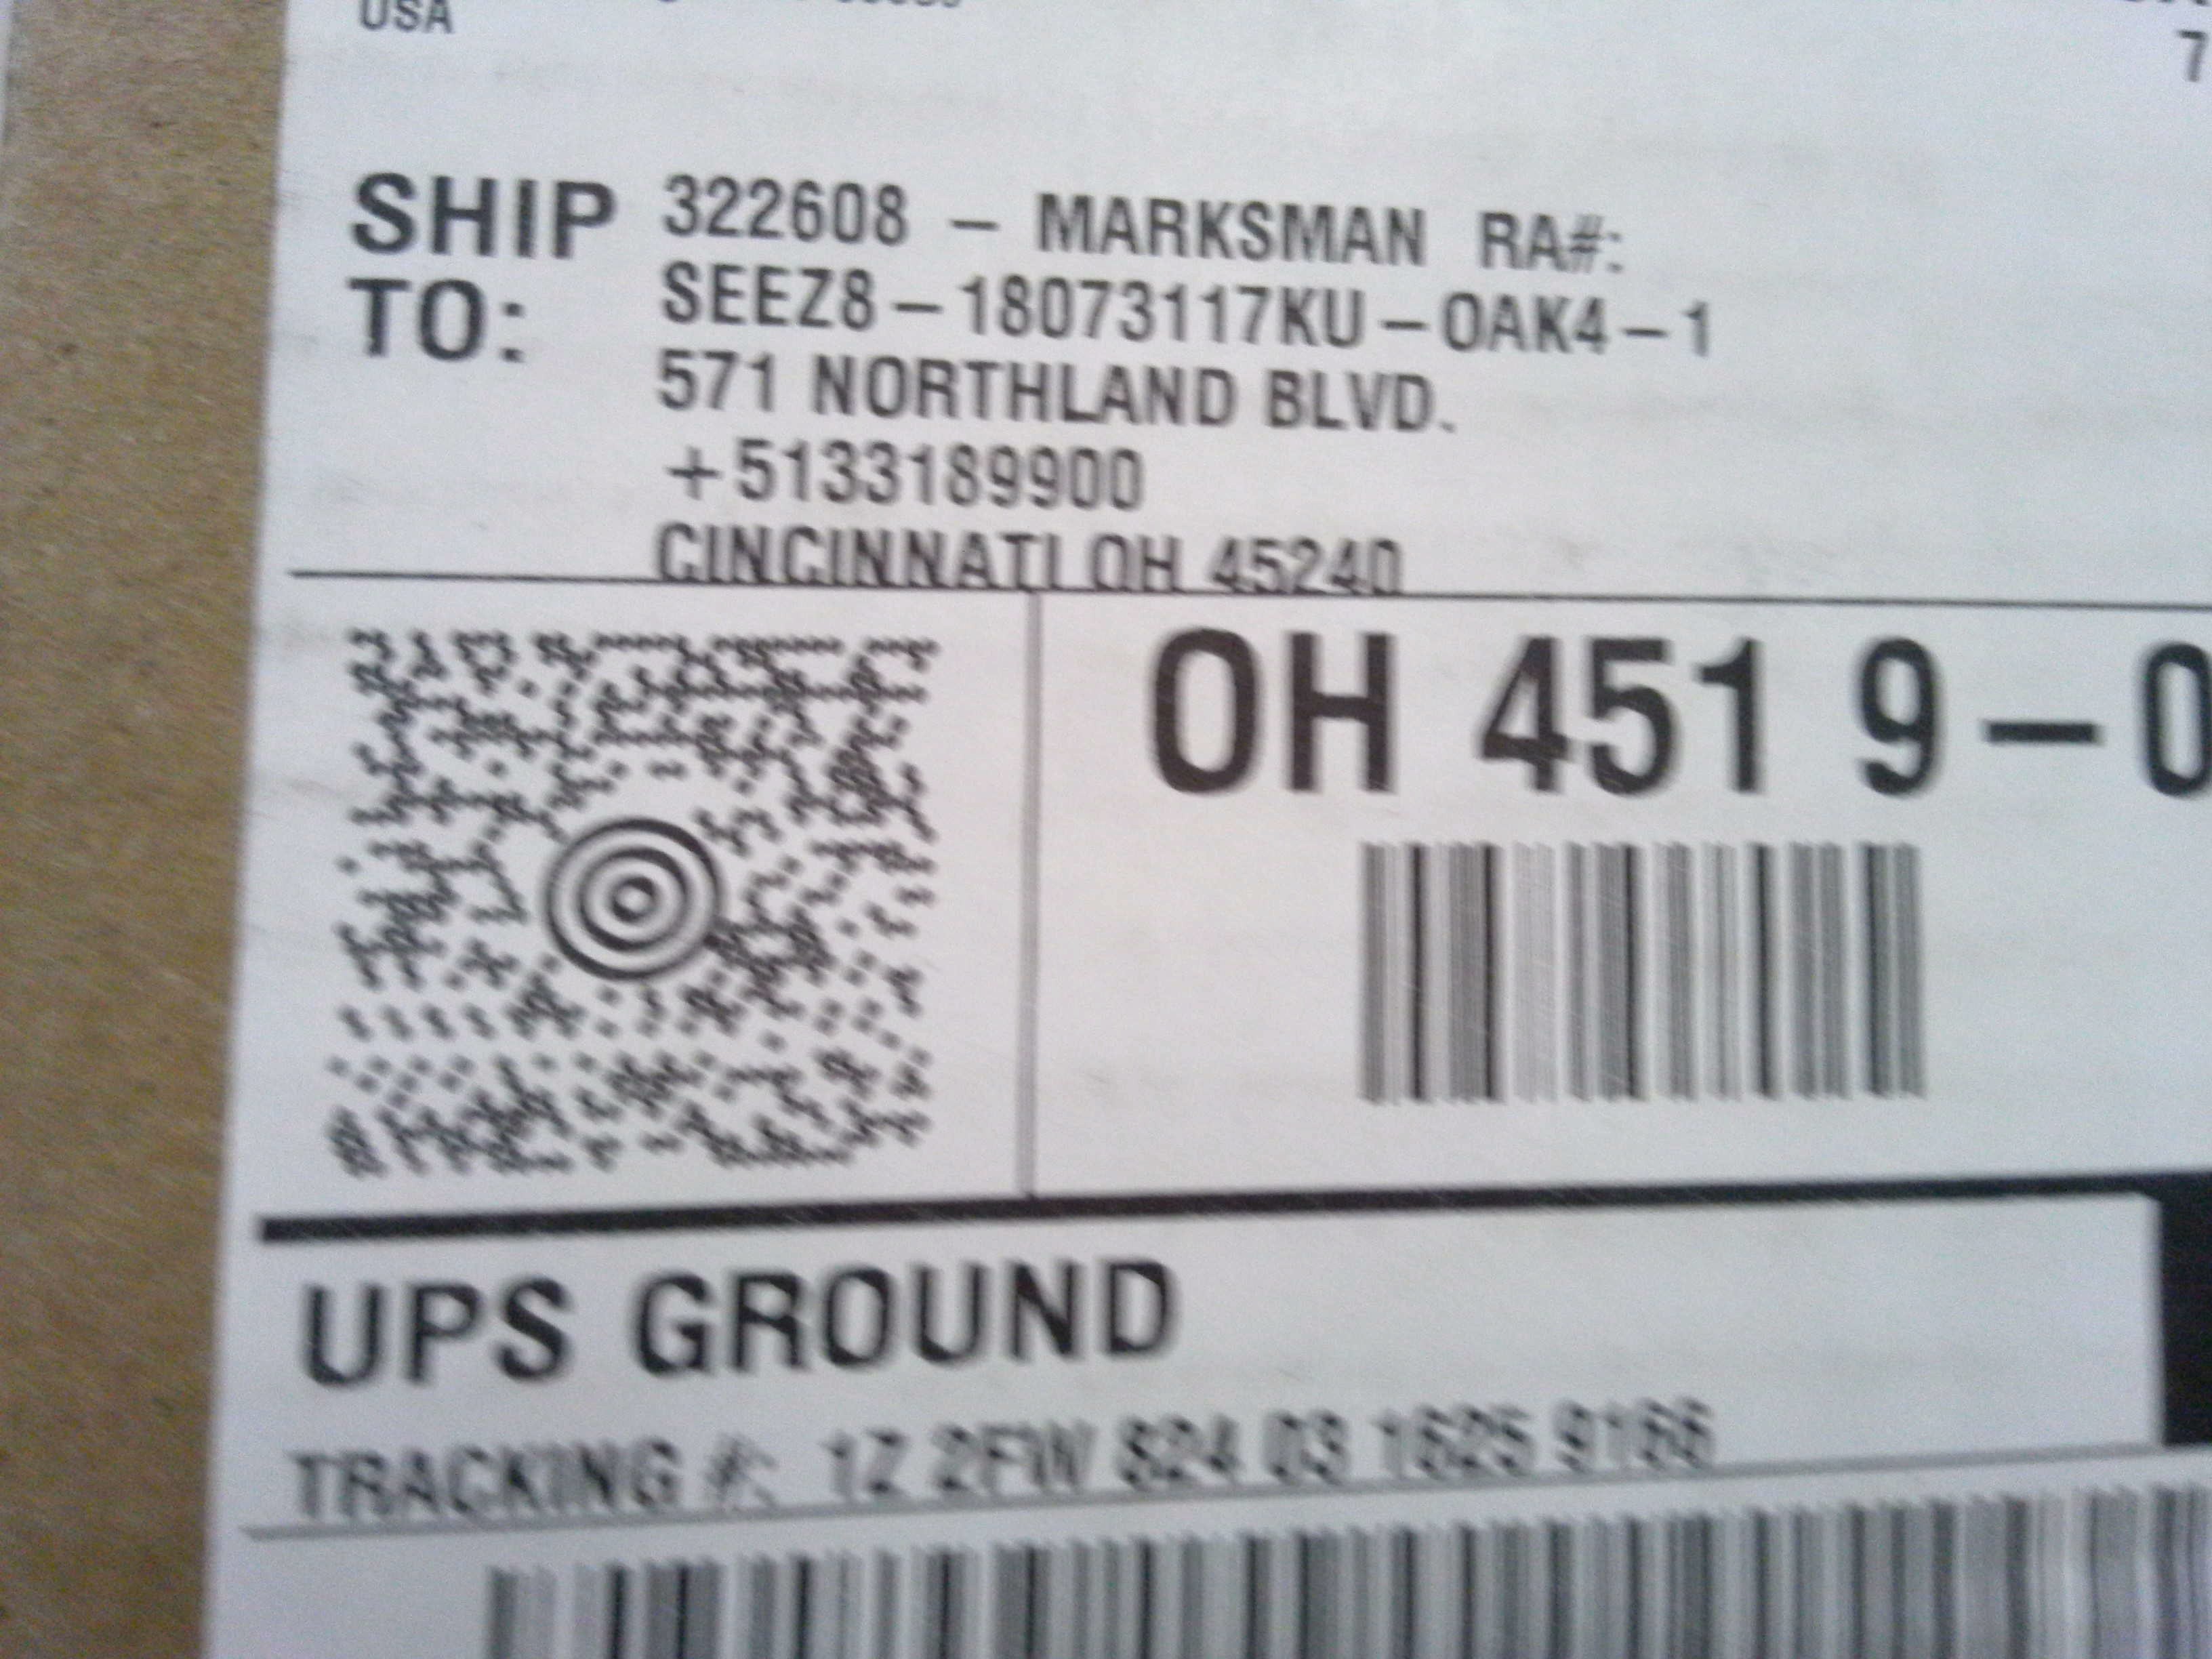 USA
7
SHIP TO:
322608 – MARKSMAN RA#:
SEEZ8–18073117KU–OAK4–1
571 NORTHLAND BLVD.
+5133189900
CINCINNATI OH 45240
OH 451 9–0
UPS GROUND
TRACKING #: 1Z 2FW 824 03 1625 9166